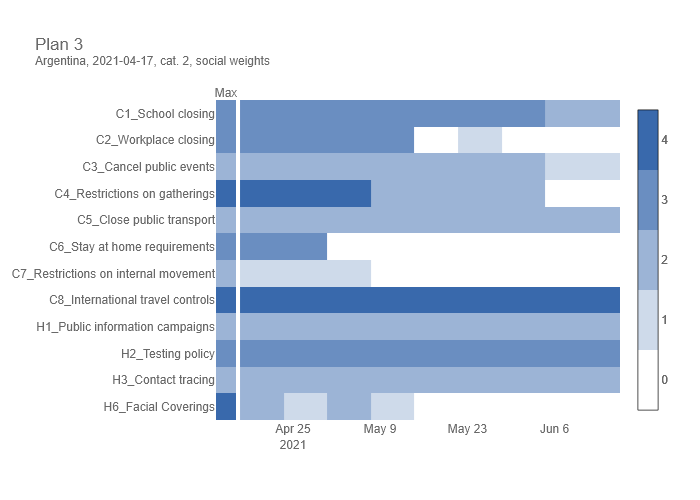 Plan 3
Argentina, 2021-04-17, cat. 2, social weights
Max
C1_School closing
C2_Workplace closing
C3_Cancel public events
C4_Restrictions on gatherings
C5_Close public transport
C6_Stay at home requirements
C7_Restrictions on internal movement
C8_International travel controls
H1_Public information campaigns
H2_Testing policy
H3_Contact tracing
H6_Facial Coverings
Apr 25 May 9 May 23 Jun 6
2021
4
3
2
1
0